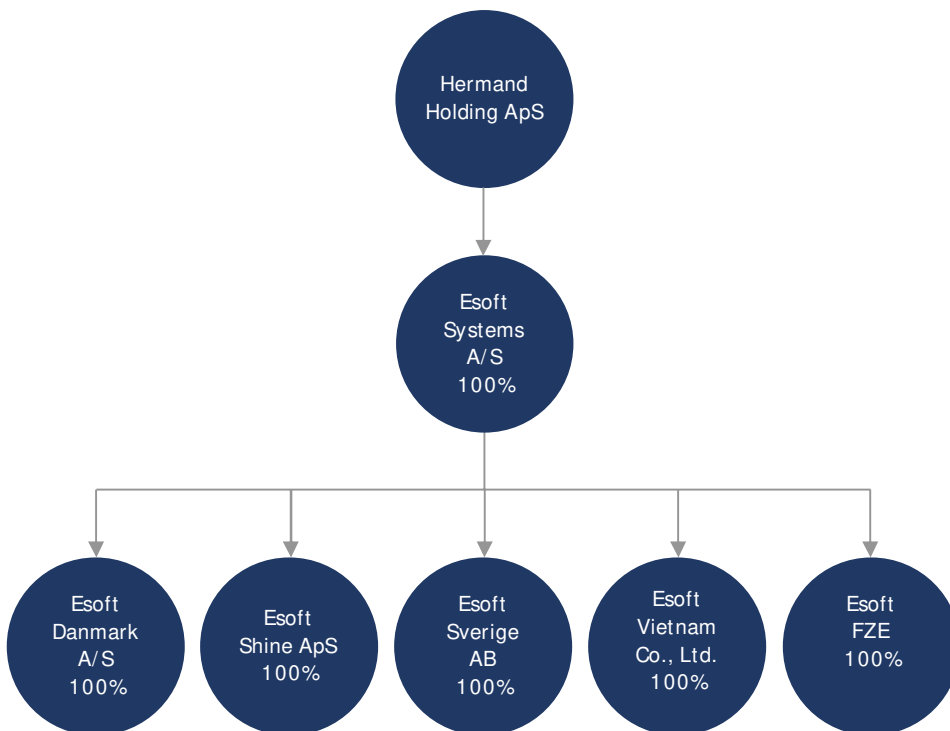 Hermand
Holding ApS
Esoft
Systems
A/S
100%
Esoft
Danmark
A/S
100%
Esoft
Shine ApS
100%
Esoft
Sverige
AB
100%
Esoft
Vietnam
Co., Ltd.
100%
Esoft
FZE
100%